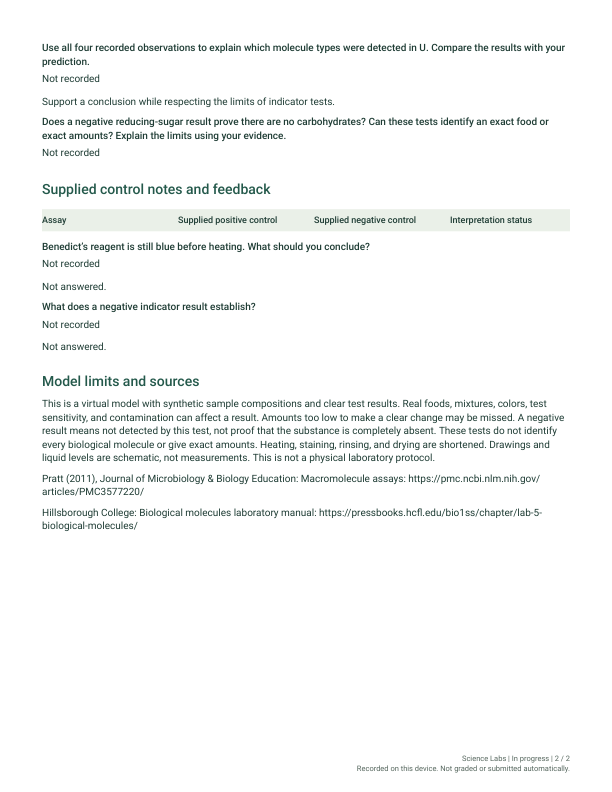 Use all four recorded observations to explain which molecule types were detected in U. Compare the results with your
prediction.
Not recorded
Support a conclusion while respecting the limits of indicator tests.
Does a negative reducing-sugar result prove there are no carbohydrates? Can these tests identify an exact food or
exact amounts? Explain the limits using your evidence.
Not recorded
Supplied control notes and feedback
Assay Supplied positive control Supplied negative control Interpretation status
Benedict's reagent is still blue before heating. What should you conclude?
Not recorded
Not answered.
What does a negative indicator result establish?
Not recorded
Not answered.
Model limits and sources
This is a virtual model with synthetic sample compositions and clear test results. Real foods, mixtures, colors, test
sensitivity, and contamination can affect a result. Amounts too low to make a clear change may be missed. A negative
result means not detected by this test, not proof that the substance is completely absent. These tests do not identify
every biological molecule or give exact amounts. Heating, staining, rinsing, and drying are shortened. Drawings and
liquid levels are schematic, not measurements. This is not a physical laboratory protocol.
Pratt (2011), Journal of Microbiology & Biology Education: Macromolecule assays: https://pmc.ncbi.nlm.nih.gov/
articles/PMC3577220/
Hillsborough College: Biological molecules laboratory manual: https://pressbooks.hcfl.edu/bio1ss/chapter/lab-5-
biological-molecules/
Science Labs | In progress | 2 / 2
Recorded on this device. Not graded or submitted automatically.